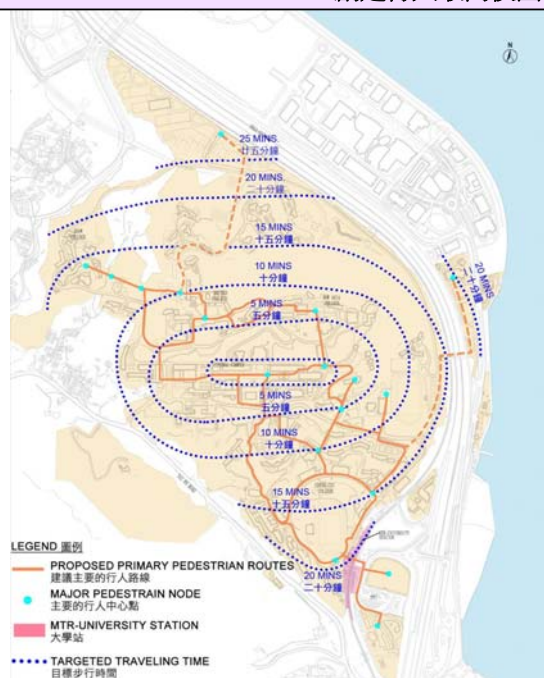 N
25 MINS
廿五分鐘
20 MINS.
二十分鐘
15 MINS
十五分鐘
10 MINS
十分鐘
5 MINS
五分鐘
20 MINS
二十分鐘
5 MINS
五分鐘
10 MINS
十分鐘
15 MINS
十五分鐘
20 MINS
二十分鐘
LEGEND 圖例
PROPOSED PRIMARY PEDESTRIAN ROUTES
建議主要的行人路線
MAJOR PEDESTRAIN NODE
主要的行人中心點
MTR-UNIVERSITY STATION
大學站
TARGETED TRAVELING TIME
目標步行時間